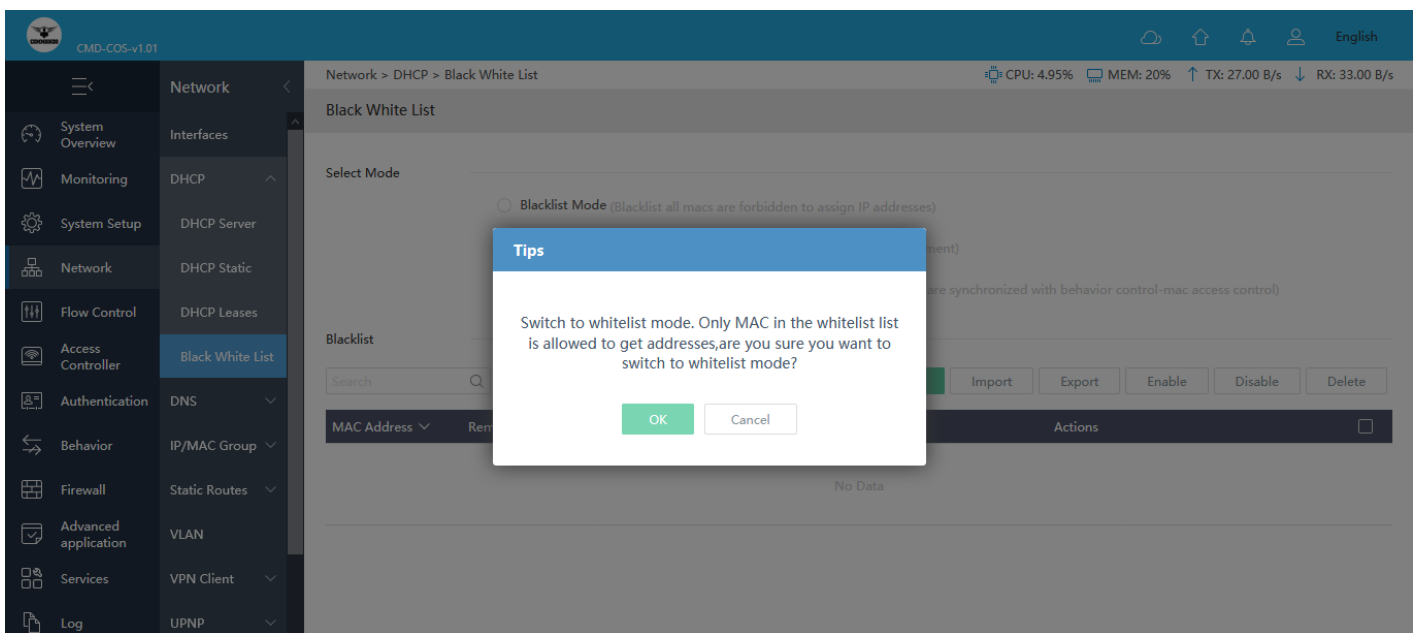 CMD-COS-v1.01
English
Network > DHCP > Black White List
CPU: 4.95%
MEM: 20%
TX: 27.00 B/s
RX: 33.00 B/s
Network
Black White List
System
Overview
Monitoring
System Setup
Network
Flow Control
Access
Controller
Authentication
Behavior
Firewall
Advanced
application
Services
Log
Interfaces
DHCP
DHCP Server
DHCP Static
DHCP Leases
Black White List
DNS
IP/MAC Group
Static Routes
VLAN
VPN Client
UPNP
Select Mode
Blacklist Mode (Blacklist all macs are forbidden to assign IP addresses)
ment)
are synchronized with behavior control-mac access control)
Tips
Switch to whitelist mode. Only MAC in the whitelist list
is allowed to get addresses,are you sure you want to
switch to whitelist mode?
OK
Cancel
Blacklist
Search
Import
Export
Enable
Disable
Delete
MAC Address
Rem
Actions
No Data